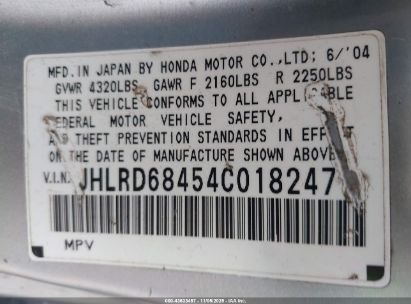 MFD.IN JAPAN BY HONDA MOTOR CO.,LTD; 6/'04
GVWR 4320LBS GAWR F 2160LBS R 2250LBS
THIS VEHICLE CONFORMS TO ALL APPLICABLE
FEDERAL MOTOR VEHICLE SAFETY,
AND THEFT PREVENTION STANDARDS IN EFFECT
ON THE DATE OF MANUFACTURE SHOWN ABOVE
V.I.N: JHLRD68454C018247
MPV